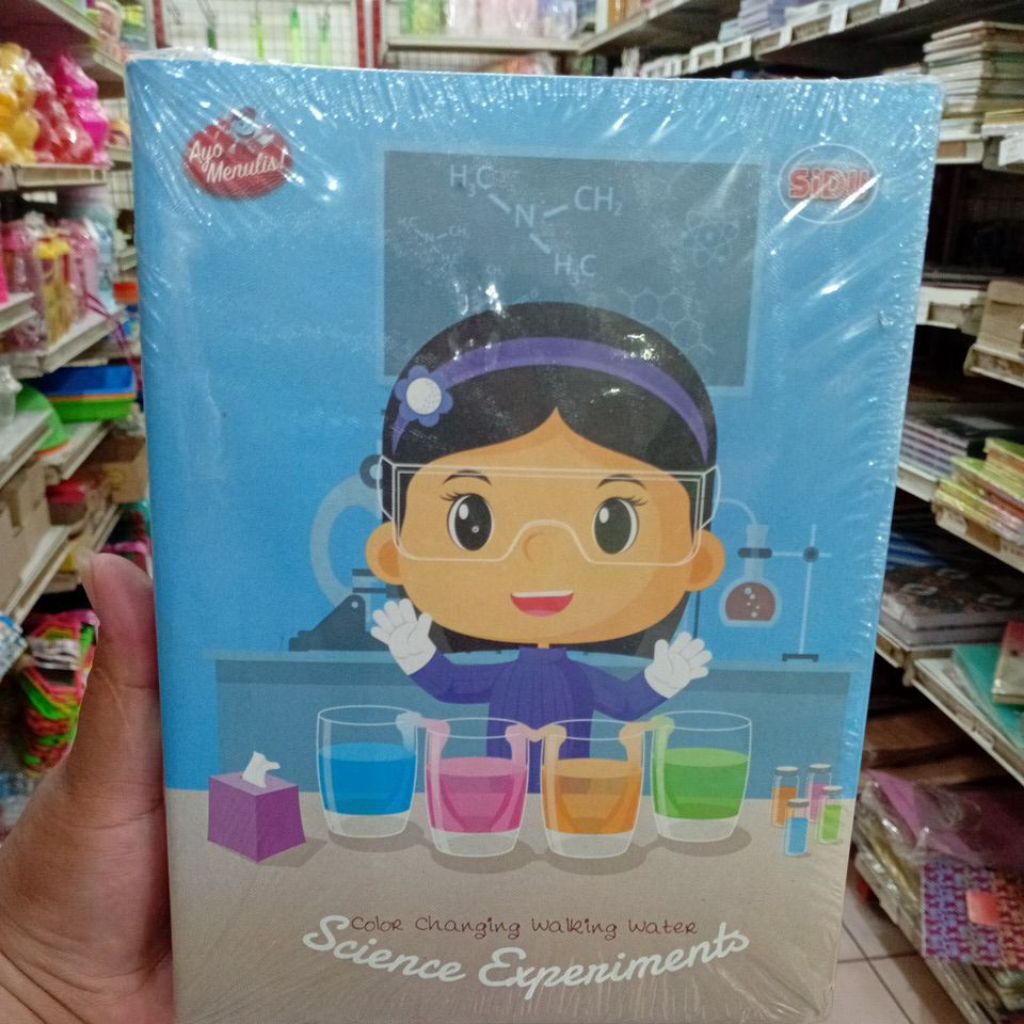 Ayo
Menulis!
SiDU
H₃C
N
CH₂
H₃C
Color Changing Walking Water
Science Experiments